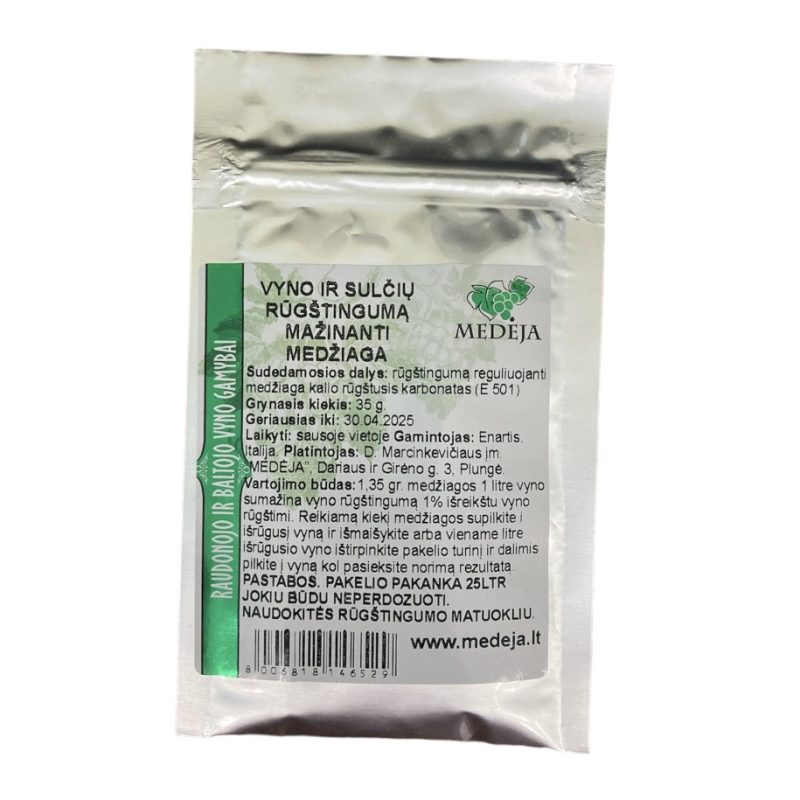 VYNO IR SULČIŲ
RŪGŠTINGUMĄ
MAŽINANTI
MEDŽIAGA
MEDĖJA
RAUDONOJO IR BALTOJO VYNO GAMYBAI
Sudedamosios dalys: rūgštingumą reguliuojanti
medžiaga kalio rūgštusis karbonatas (E 501)
Grynasis kiekis: 35 g.
Geriausias iki: 30.04.2025
Laikyti: sausoje vietoje Gamintojas: Enartis.
Italija. Platintojas: D. Marcinkevičiaus įm.
"MEDĖJA", Dariaus ir Girėno g. 3, Plungė.
Vartojimo būdas:1,35 gr. medžiagos 1 litre vyno
sumažina vyno rūgštingumą 1% išreikštu vyno
rūgštimi. Reikiamą kiekį medžiagos supilkite į
išrūgusį vyną ir išmaišykite arba viename litre
išrūgusio vyno ištirpinkite pakelio turinį ir dalimis
pilkite į vyną kol pasieksite norimą rezultatą.
PASTABOS. PAKELIO PAKANKA 25LTR
JOKIU BŪDU NEPERDOZUOTI.
NAUDOKITĖS RŪGŠTINGUMO MATUOKLIU.
www.medeja.lt
8 006818 146529